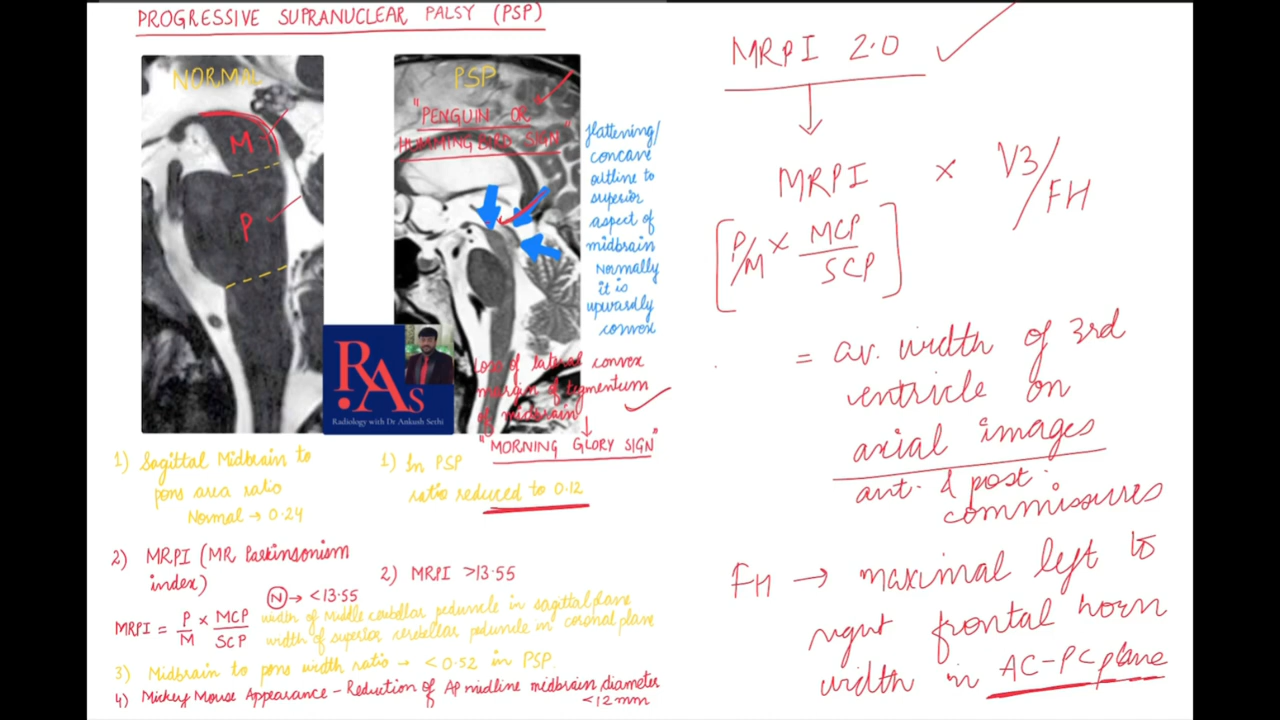 PROGRESSIVE SUPRANUCLEAR PALSY (PSP)
NORMAL
M
P
PSP
"PENGUIN OR
HUMMING BIRD SIGN"
flattening/
concave
outline to
superior
aspect of
midbrain
Normally
it is
upwardly
convex
RAs
Radiology with Dr Ankush Sethi
Loss of lateral convex
margin of tegmentum
of midbrain
"MORNING GLORY SIGN"
1) Sagittal Midbrain to
pons area ratio
Normal → 0.24
1) In PSP
ratio reduced to 0.12
2) MRPI (MR Parkinsonism
index)
(N) → <13.55
2) MRPI >13.55
MRPI = P/M × MCP/SCP
width of middle cerebellar peduncle in sagittal plane
width of superior cerebellar peduncle in coronal plane
3) Midbrain to pons width ratio → <0.52 in PSP.
4) Mickey Mouse Appearance - Reduction of AP midline midbrain diameter
<12mm
MRPI 2.0
MRPI × V3/FH
[P/M × MCP/SCP]
= av. width of 3rd
ventricle on
axial images
ant. & post.
commissures
FH → maximal left to
right frontal horn
width in AC-PC plane